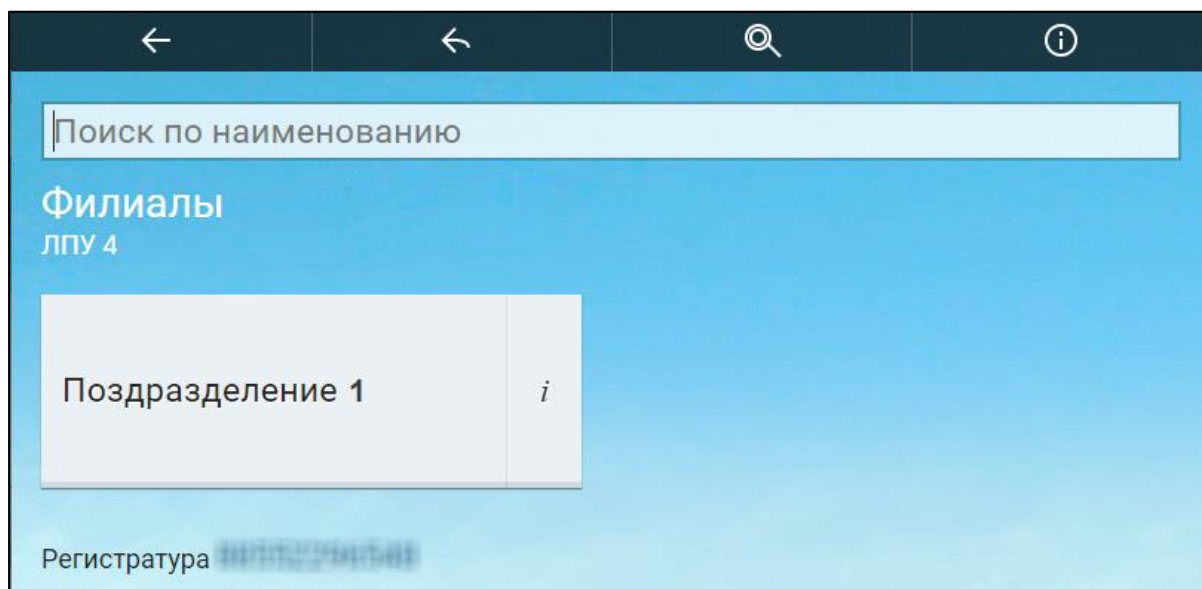 Поиск по наименованию
Филиалы
ЛПУ 4
Поздразделение 1
i
Регистратура